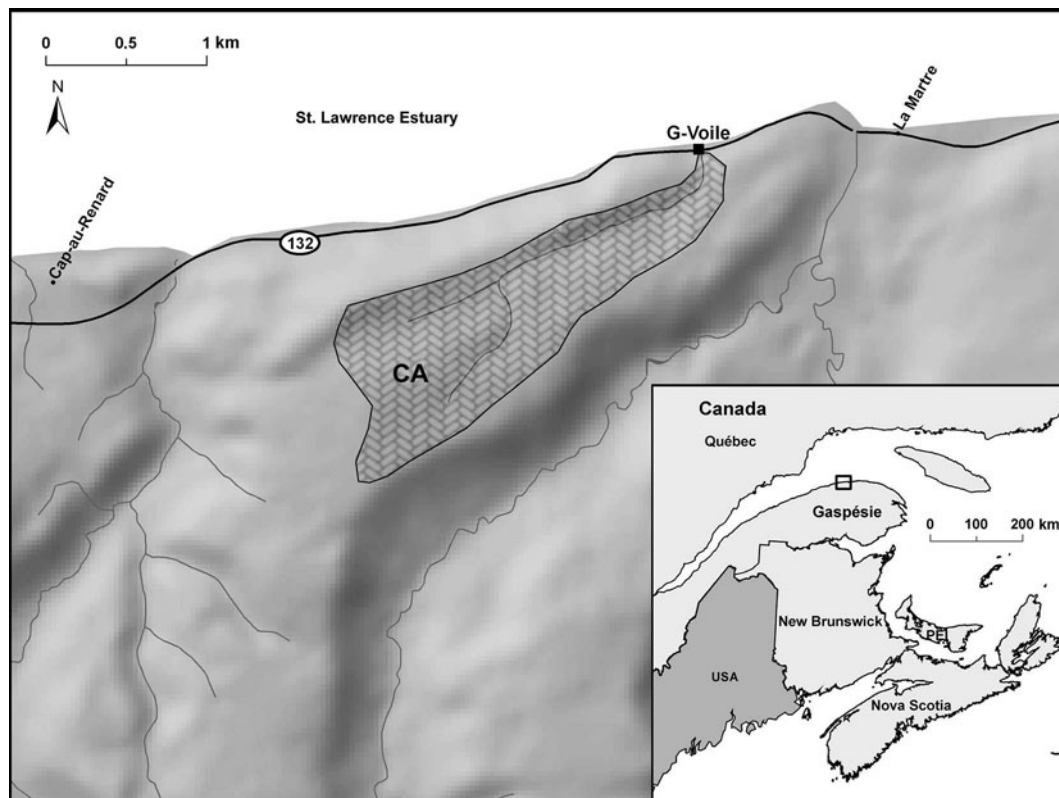 0 0.5 1 km
N
St. Lawrence Estuary
La Martre
G-Voile
Cap-au-Renard
132
CA
Canada
Québec
Gaspésie
0 100 200 km
New Brunswick
PEI
USA
Nova Scotia